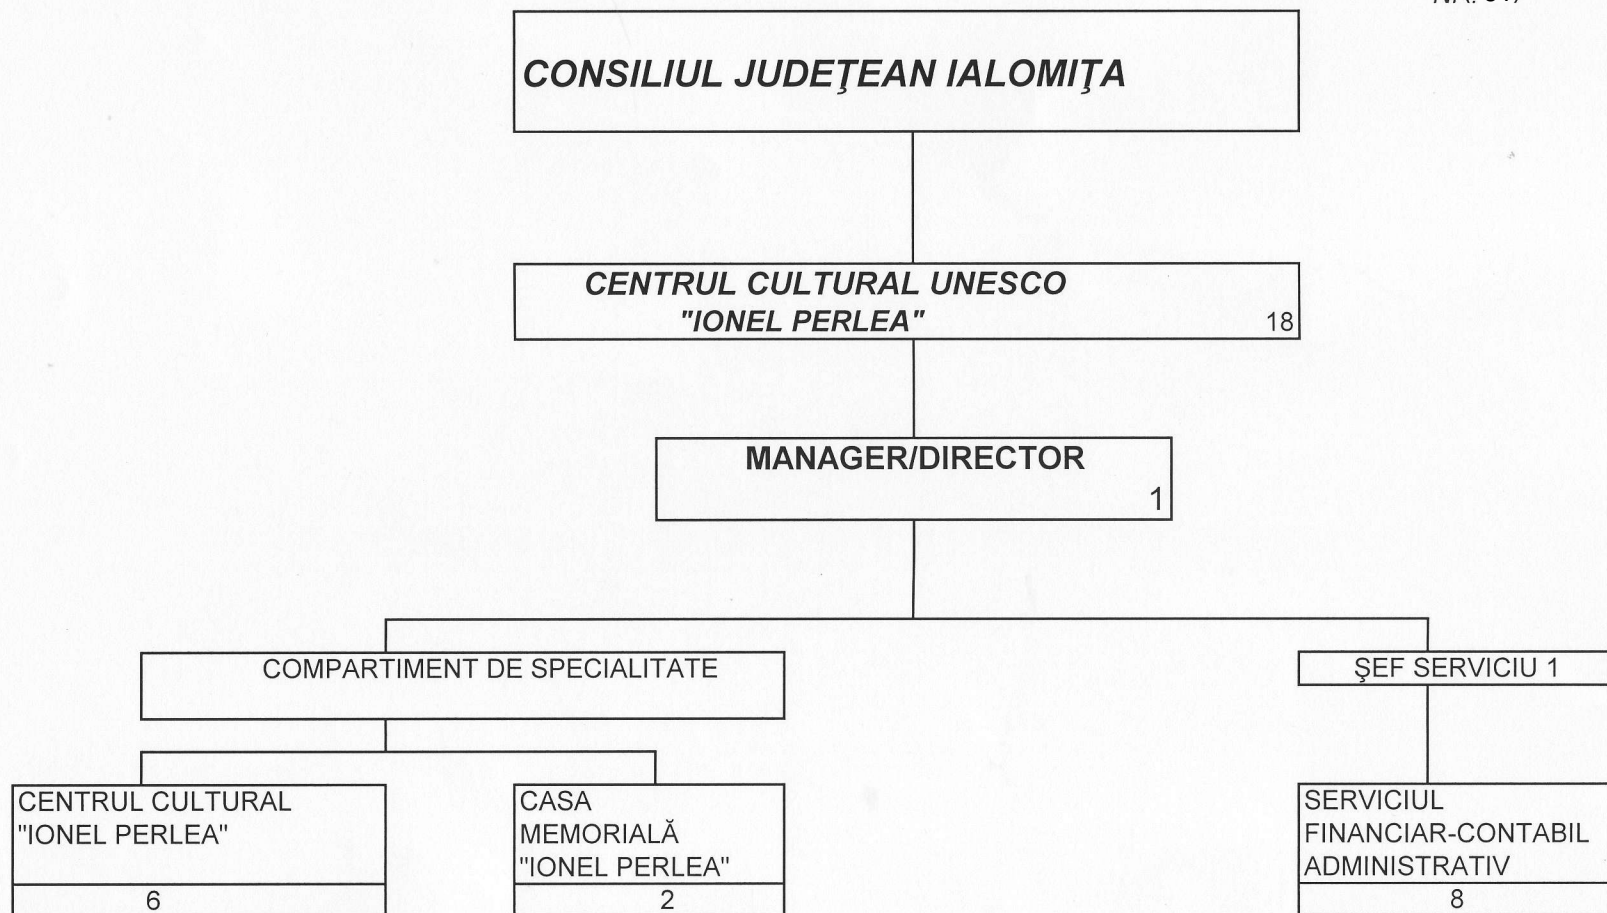 CONSILIUL JUDEŢEAN IALOMIŢA
CENTRUL CULTURAL UNESCO
"IONEL PERLEA"
18
MANAGER/DIRECTOR
1
COMPARTIMENT DE SPECIALITATE
ŞEF SERVICIU 1
CENTRUL CULTURAL
"IONEL PERLEA"
6
CASA
MEMORIALĂ
"IONEL PERLEA"
2
SERVICIUL
FINANCIAR-CONTABIL
ADMINISTRATIV
8